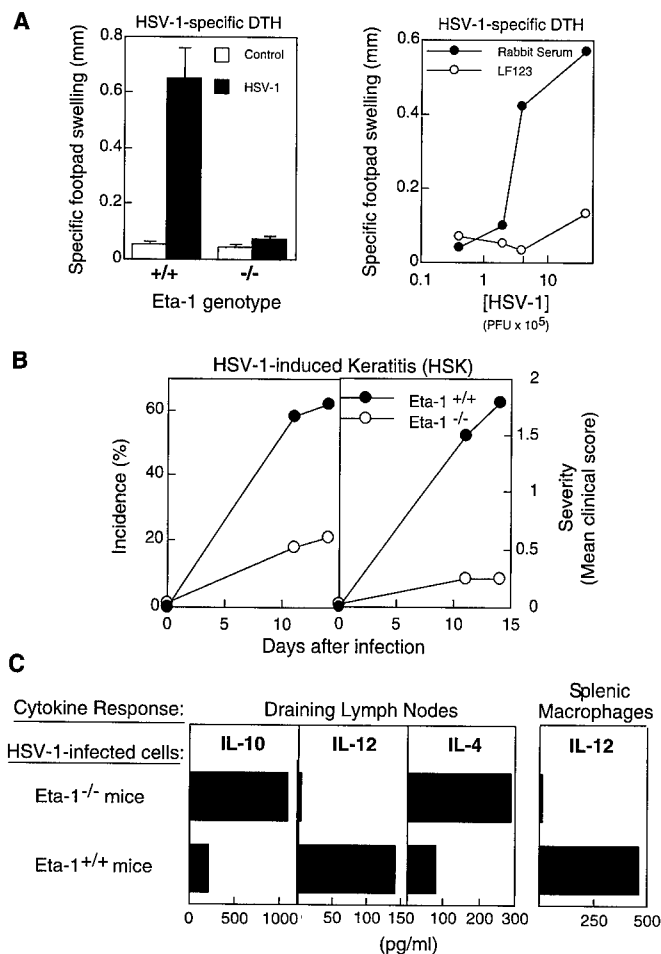 A
HSV-1-specific DTH
Specific footpad swelling (mm)
0.8
0.6
0.4
0.2
0
Control
HSV-1
+/+ -/-
Eta-1 genotype
HSV-1-specific DTH
Specific footpad swelling (mm)
0.6
0.4
0.2
0
Rabbit Serum
LF123
0.1 1 10
[HSV-1]
(PFU x 10⁵)
B
HSV-1-induced Keratitis (HSK)
Incidence (%)
60
40
20
0
0 5 10 0 5 10 15
Days after infection
Eta-1 +/+
Eta-1 -/-
2
1.5
1
0.5
0
Severity
(Mean clinical score)
C
Cytokine Response:
Draining Lymph Nodes
Splenic
Macrophages
HSV-1-infected cells:
IL-10 IL-12 IL-4 IL-12
Eta-1-/- mice
Eta-1+/+ mice
0 500 1000 0 50 100 150 100 200 300 250 500
(pg/ml)